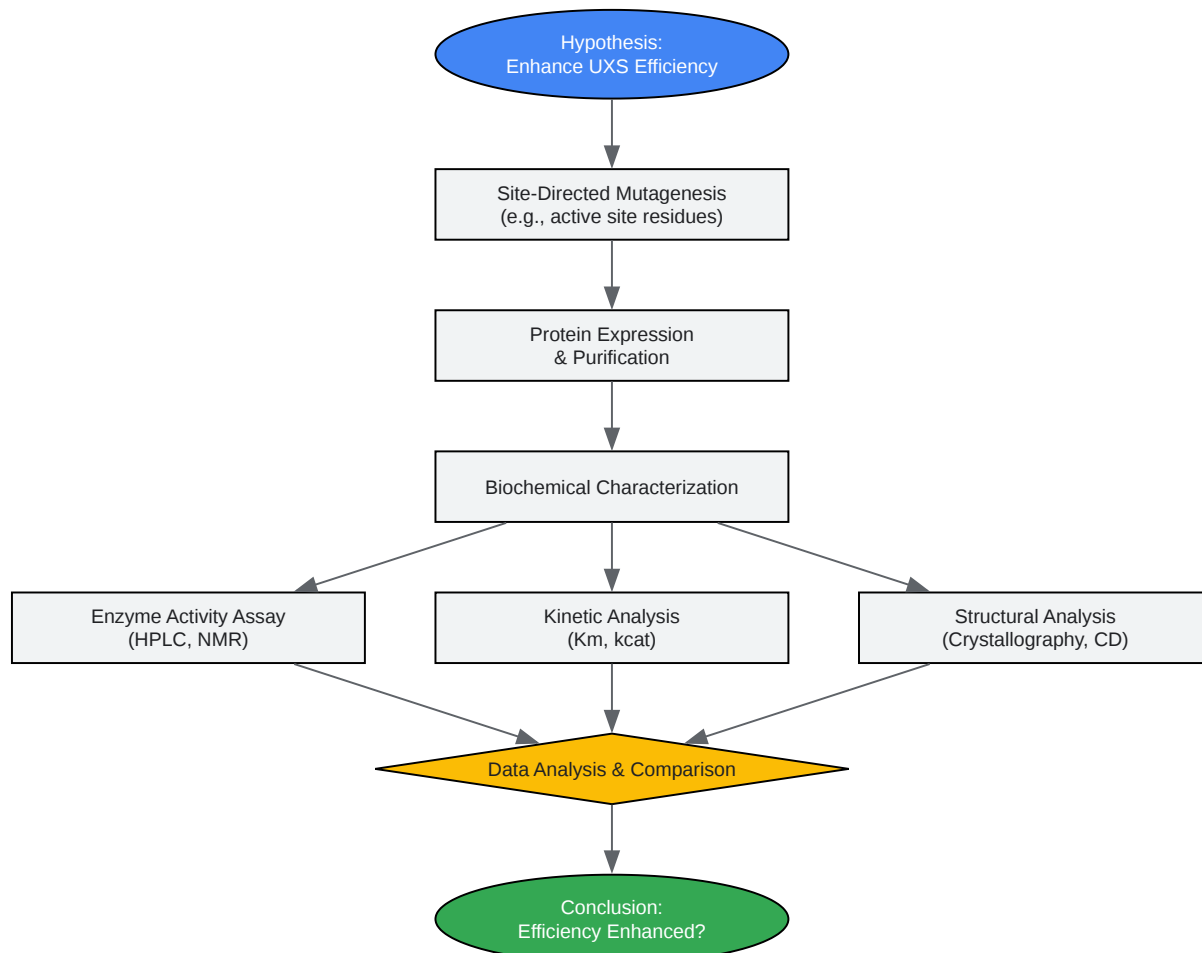 Hypothesis:
Enhance UXS Efficiency
Site-Directed Mutagenesis
(e.g., active site residues)
Protein Expression
& Purification
Biochemical Characterization
Enzyme Activity Assay
(HPLC, NMR)
Kinetic Analysis
(Km, kcat)
Structural Analysis
(Crystallography, CD)
Data Analysis & Comparison
Conclusion:
Efficiency Enhanced?